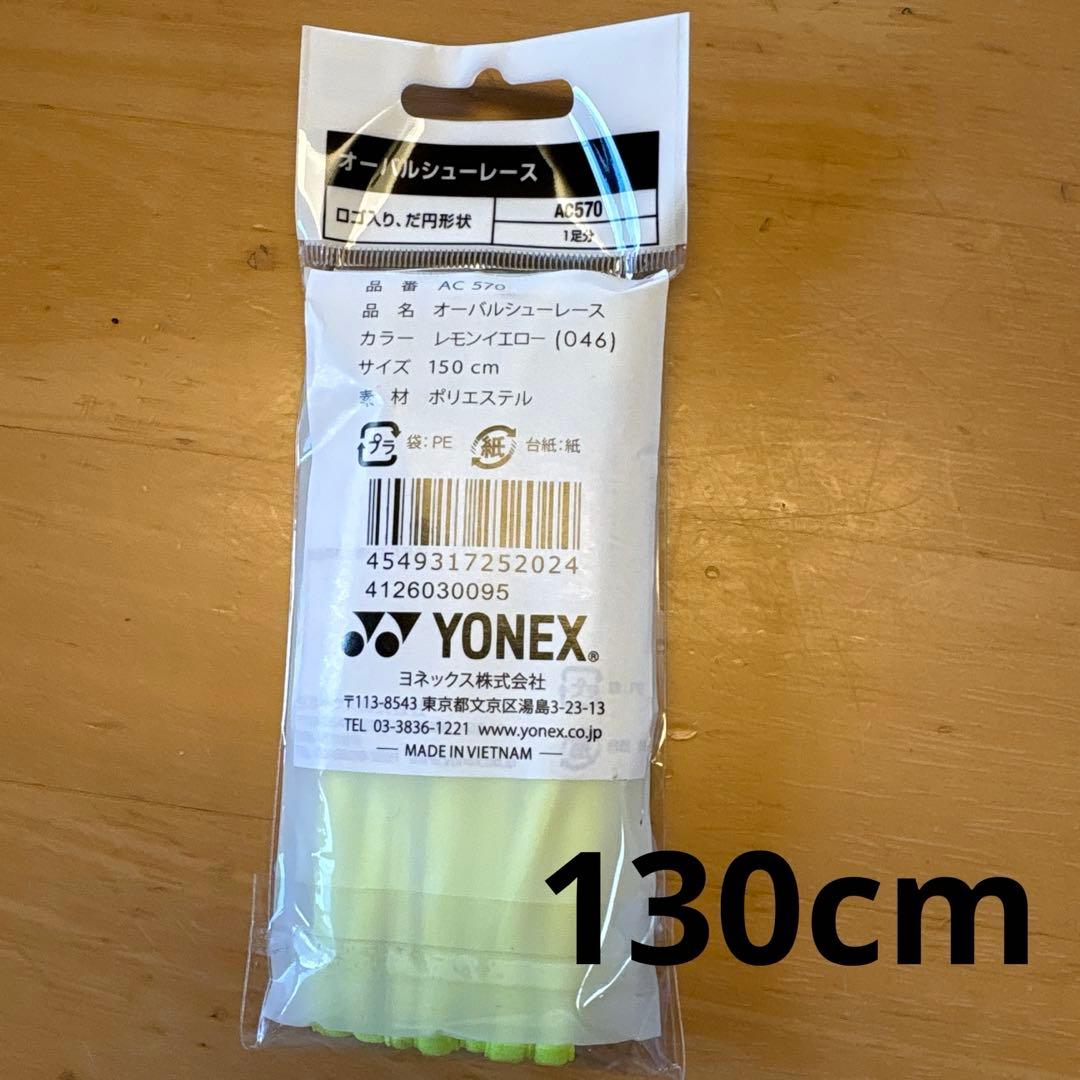 オーバルシューレース
ロゴ入り、だ円形状
AC570
1足分
品 番 AC 570
品 名 オーバルシューレース
カラー レモンイエロー (046)
サイズ 150 cm
素 材 ポリエステル
プラ 袋:PE 紙 台紙:紙
4549317252024
4126030095
YONEX®
ヨネックス株式会社
〒113-8543 東京都文京区湯島3-23-13
TEL 03-3836-1221 www.yonex.co.jp
MADE IN VIETNAM
130cm